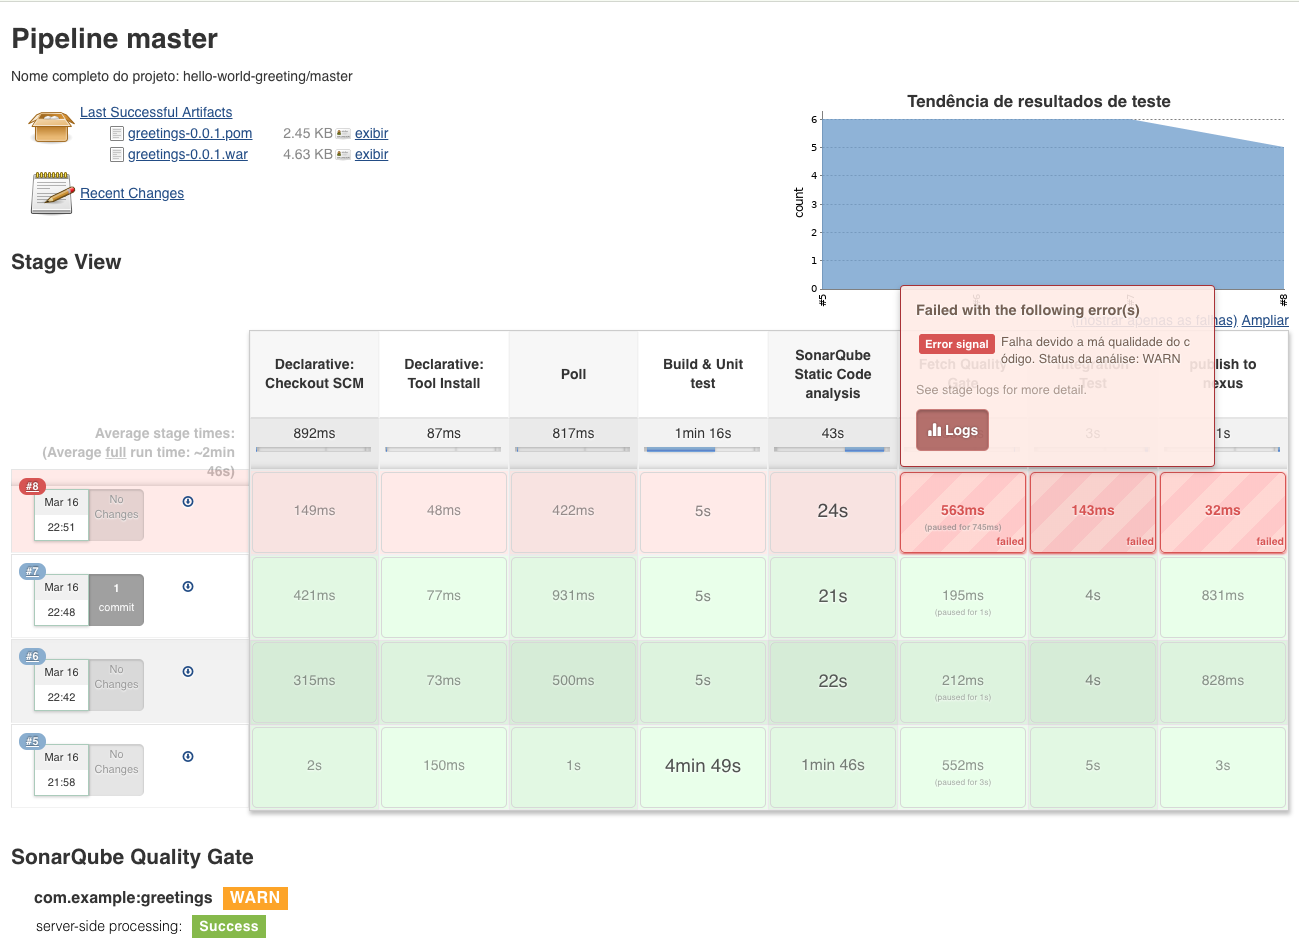 Pipeline master
Nome completo do projeto: hello-world-greeting/master
Last Successful Artifacts
greetings-0.0.1.pom 2.45 KB exibir
greetings-0.0.1.war 4.63 KB exibir
Recent Changes
Tendência de resultados de teste
count
6
5
4
3
2
1
0
#5 #6 #7 #8
(mostrar apenas as falhas) Ampliar
Stage View
Failed with the following error(s)
Error signal Falha devido a má qualidade do c
ódigo. Status da análise: WARN
See stage logs for more detail.
Logs
Declarative:
Checkout SCM
Declarative:
Tool Install
Poll
Build & Unit
test
SonarQube
Static Code
analysis
Fetch Quality
Gate
Integration
Test
publish to
nexus
Average stage times:
(Average full run time: ~2min
46s)
892ms 87ms 817ms 1min 16s 43s 3s 1s
#8
Mar 16
22:51
No
Changes
149ms 48ms 422ms 5s 24s 563ms 143ms 32ms
(paused for 745ms)
failed failed failed
#7
Mar 16
22:48
1
commit
421ms 77ms 931ms 5s 21s 195ms 4s 831ms
(paused for 1s)
#6
Mar 16
22:42
No
Changes
315ms 73ms 500ms 5s 22s 212ms 4s 828ms
(paused for 1s)
#5
Mar 16
21:58
No
Changes
2s 150ms 1s 4min 49s 1min 46s 552ms 5s 3s
(paused for 3s)
SonarQube Quality Gate
com.example:greetings WARN
server-side processing: Success